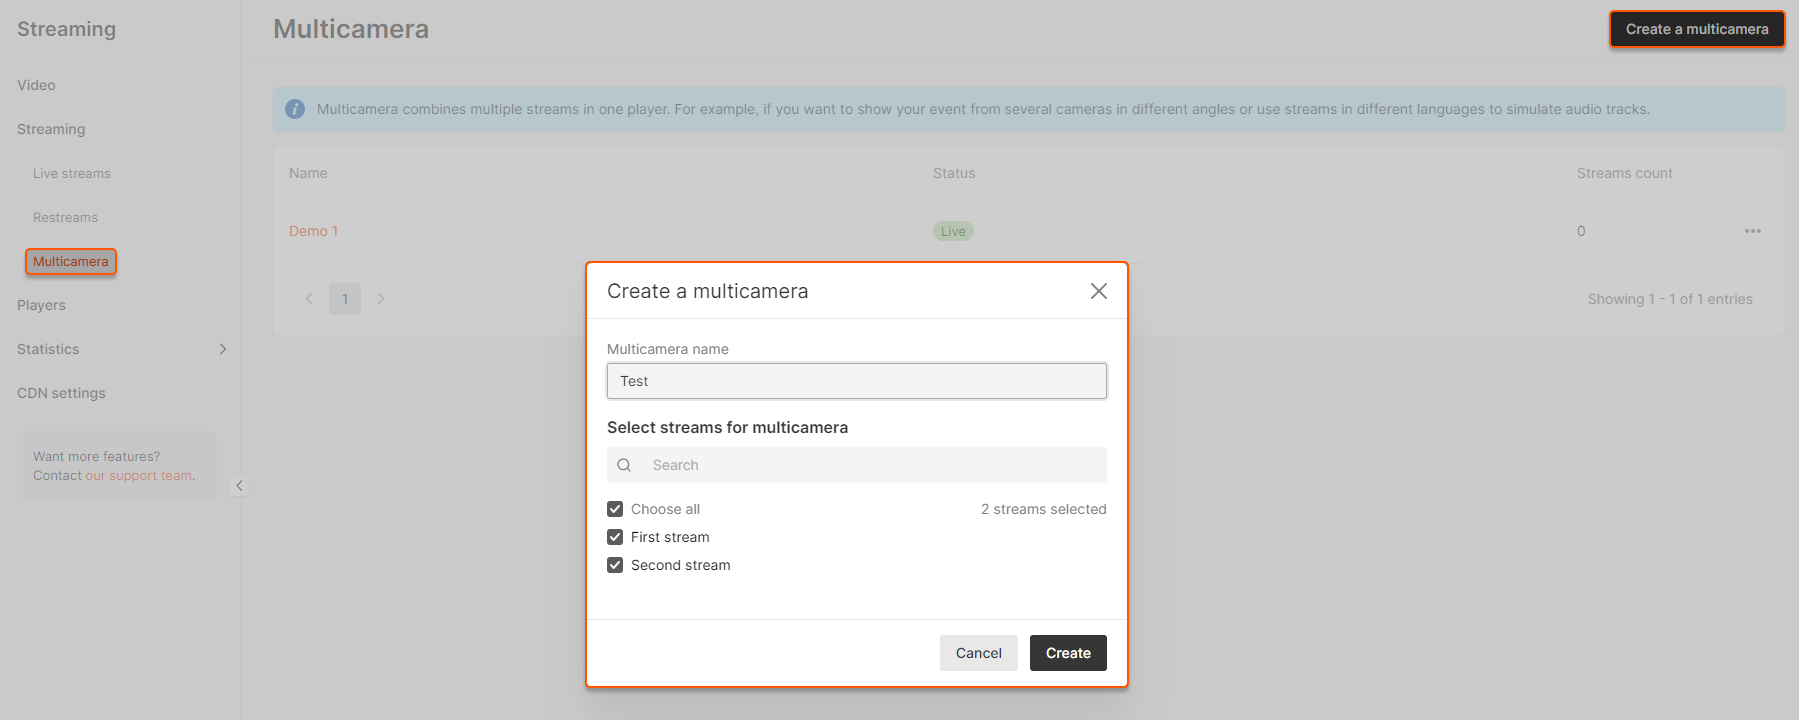 Streaming
Multicamera
Create a multicamera
Video
Streaming
Live streams
Restreams
Multicamera
Players
Statistics
CDN settings
Want more features?
Contact our support team.
Multicamera combines multiple streams in one player. For example, if you want to show your event from several cameras in different angles or use streams in different languages to simulate audio tracks.
Name Status Streams count
Demo 1 Live 0
1
Showing 1 - 1 of 1 entries
Create a multicamera
Multicamera name
Test
Select streams for multicamera
Search
Choose all 2 streams selected
First stream
Second stream
Cancel Create